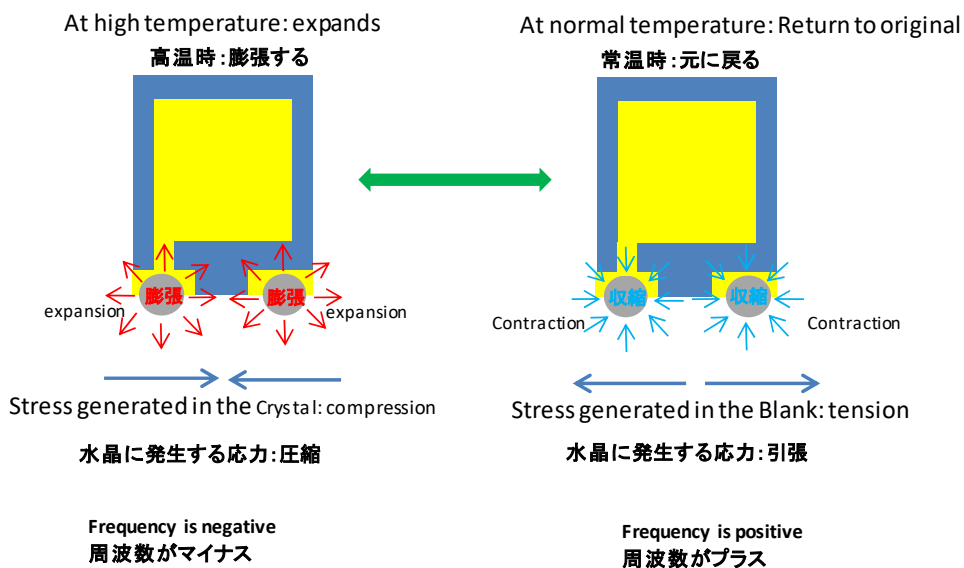 At high temperature: expands
高温時：膨張する
膨張
膨張
expansion
expansion
Stress generated in the Crystal: compression
水晶に発生する応力：圧縮
Frequency is negative
周波数がマイナス
At normal temperature: Return to original
常温時：元に戻る
収縮
収縮
Contraction
Contraction
Stress generated in the Blank: tension
水晶に発生する応力：引張
Frequency is positive
周波数がプラス